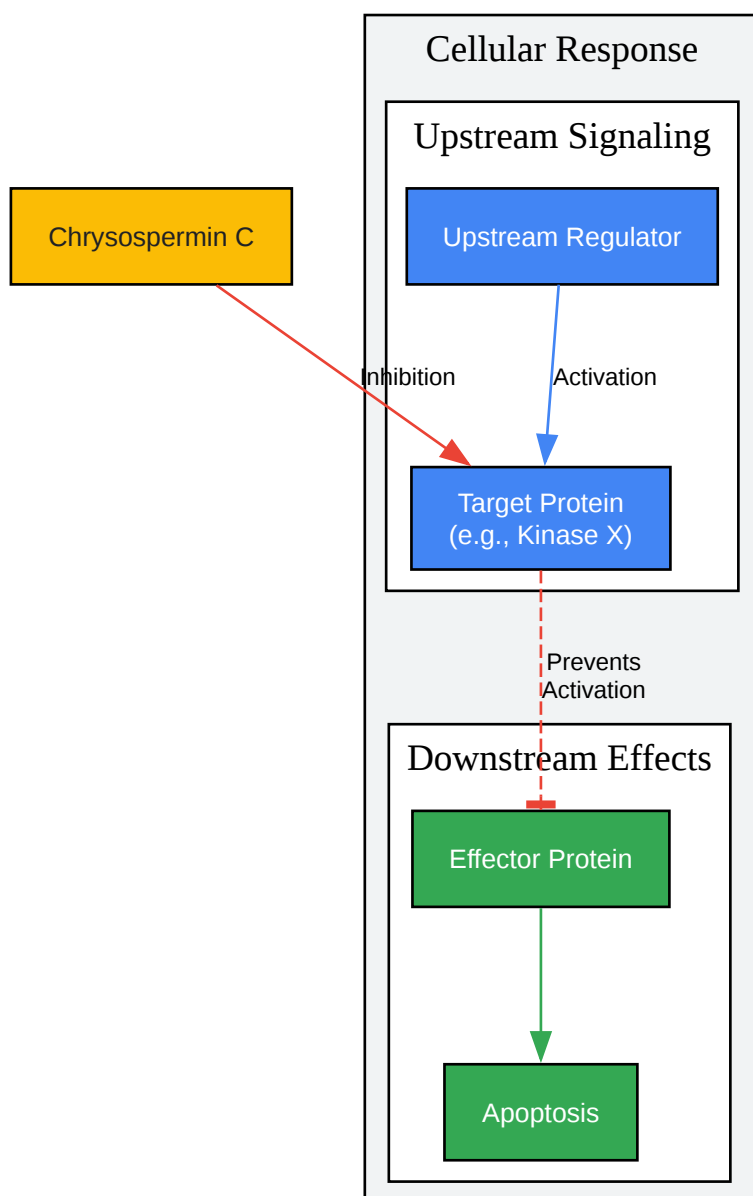 Cellular Response
Upstream Signaling
Chrysospermin C
Upstream Regulator
Inhibition
Activation
Target Protein
(e.g., Kinase X)
Prevents
Activation
Downstream Effects
Effector Protein
Apoptosis